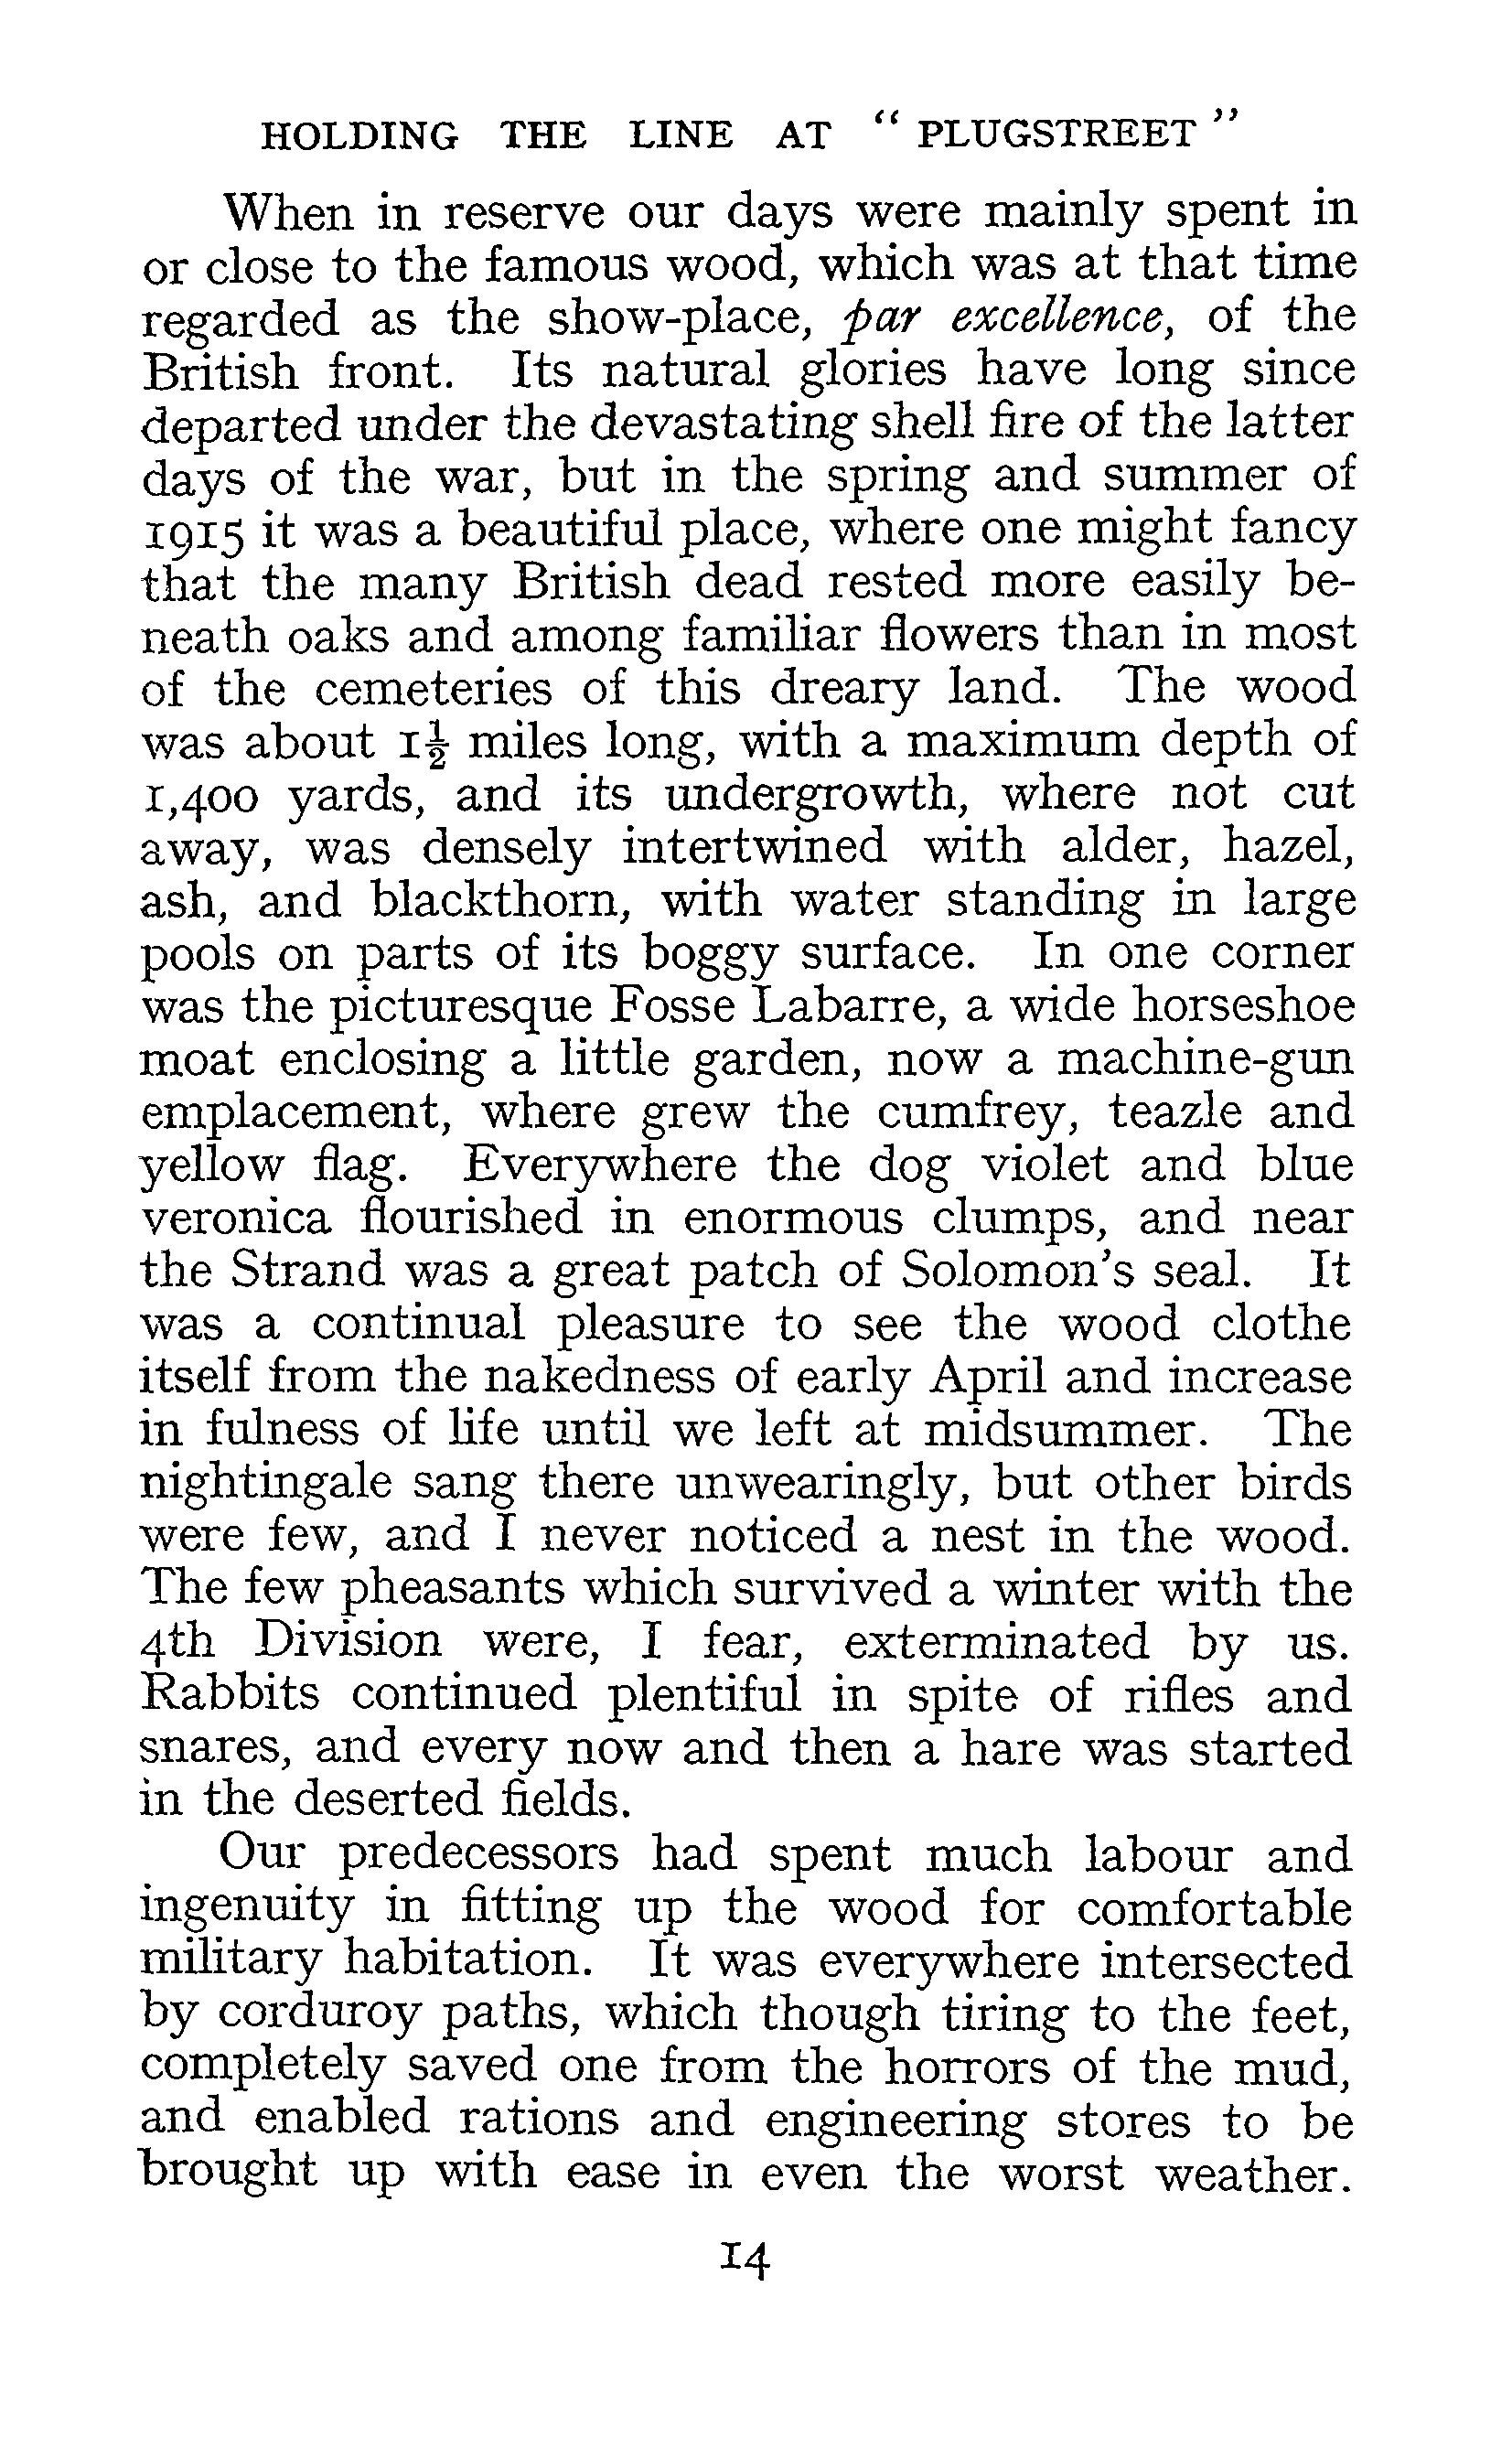 HOLDING THE LINE AT “ PLUGSTREET ”
When in reserve our days were mainly spent in
or close to the famous wood, which was at that time
regarded as the show-place, par excellence, of the
British front. Its natural glories have long since
departed under the devastating shell fire of the latter
days of the war, but in the spring and summer of
1915 it was a beautiful place, where one might fancy
that the many British dead rested more easily be-
neath oaks and among familiar flowers than in most
of the cemeteries of this dreary land. The wood
was about 1½ miles long, with a maximum depth of
1,400 yards, and its undergrowth, where not cut
away, was densely intertwined with alder, hazel,
ash, and blackthorn, with water standing in large
pools on parts of its boggy surface. In one corner
was the picturesque Fosse Labarre, a wide horseshoe
moat enclosing a little garden, now a machine-gun
emplacement, where grew the cumfrey, teazle and
yellow flag. Everywhere the dog violet and blue
veronica flourished in enormous clumps, and near
the Strand was a great patch of Solomon’s seal. It
was a continual pleasure to see the wood clothe
itself from the nakedness of early April and increase
in fulness of life until we left at midsummer. The
nightingale sang there unwearingly, but other birds
were few, and I never noticed a nest in the wood.
The few pheasants which survived a winter with the
4th Division were, I fear, exterminated by us.
Rabbits continued plentiful in spite of rifles and
snares, and every now and then a hare was started
in the deserted fields.
Our predecessors had spent much labour and
ingenuity in fitting up the wood for comfortable
military habitation. It was everywhere intersected
by corduroy paths, which though tiring to the feet,
completely saved one from the horrors of the mud,
and enabled rations and engineering stores to be
brought up with ease in even the worst weather.
14